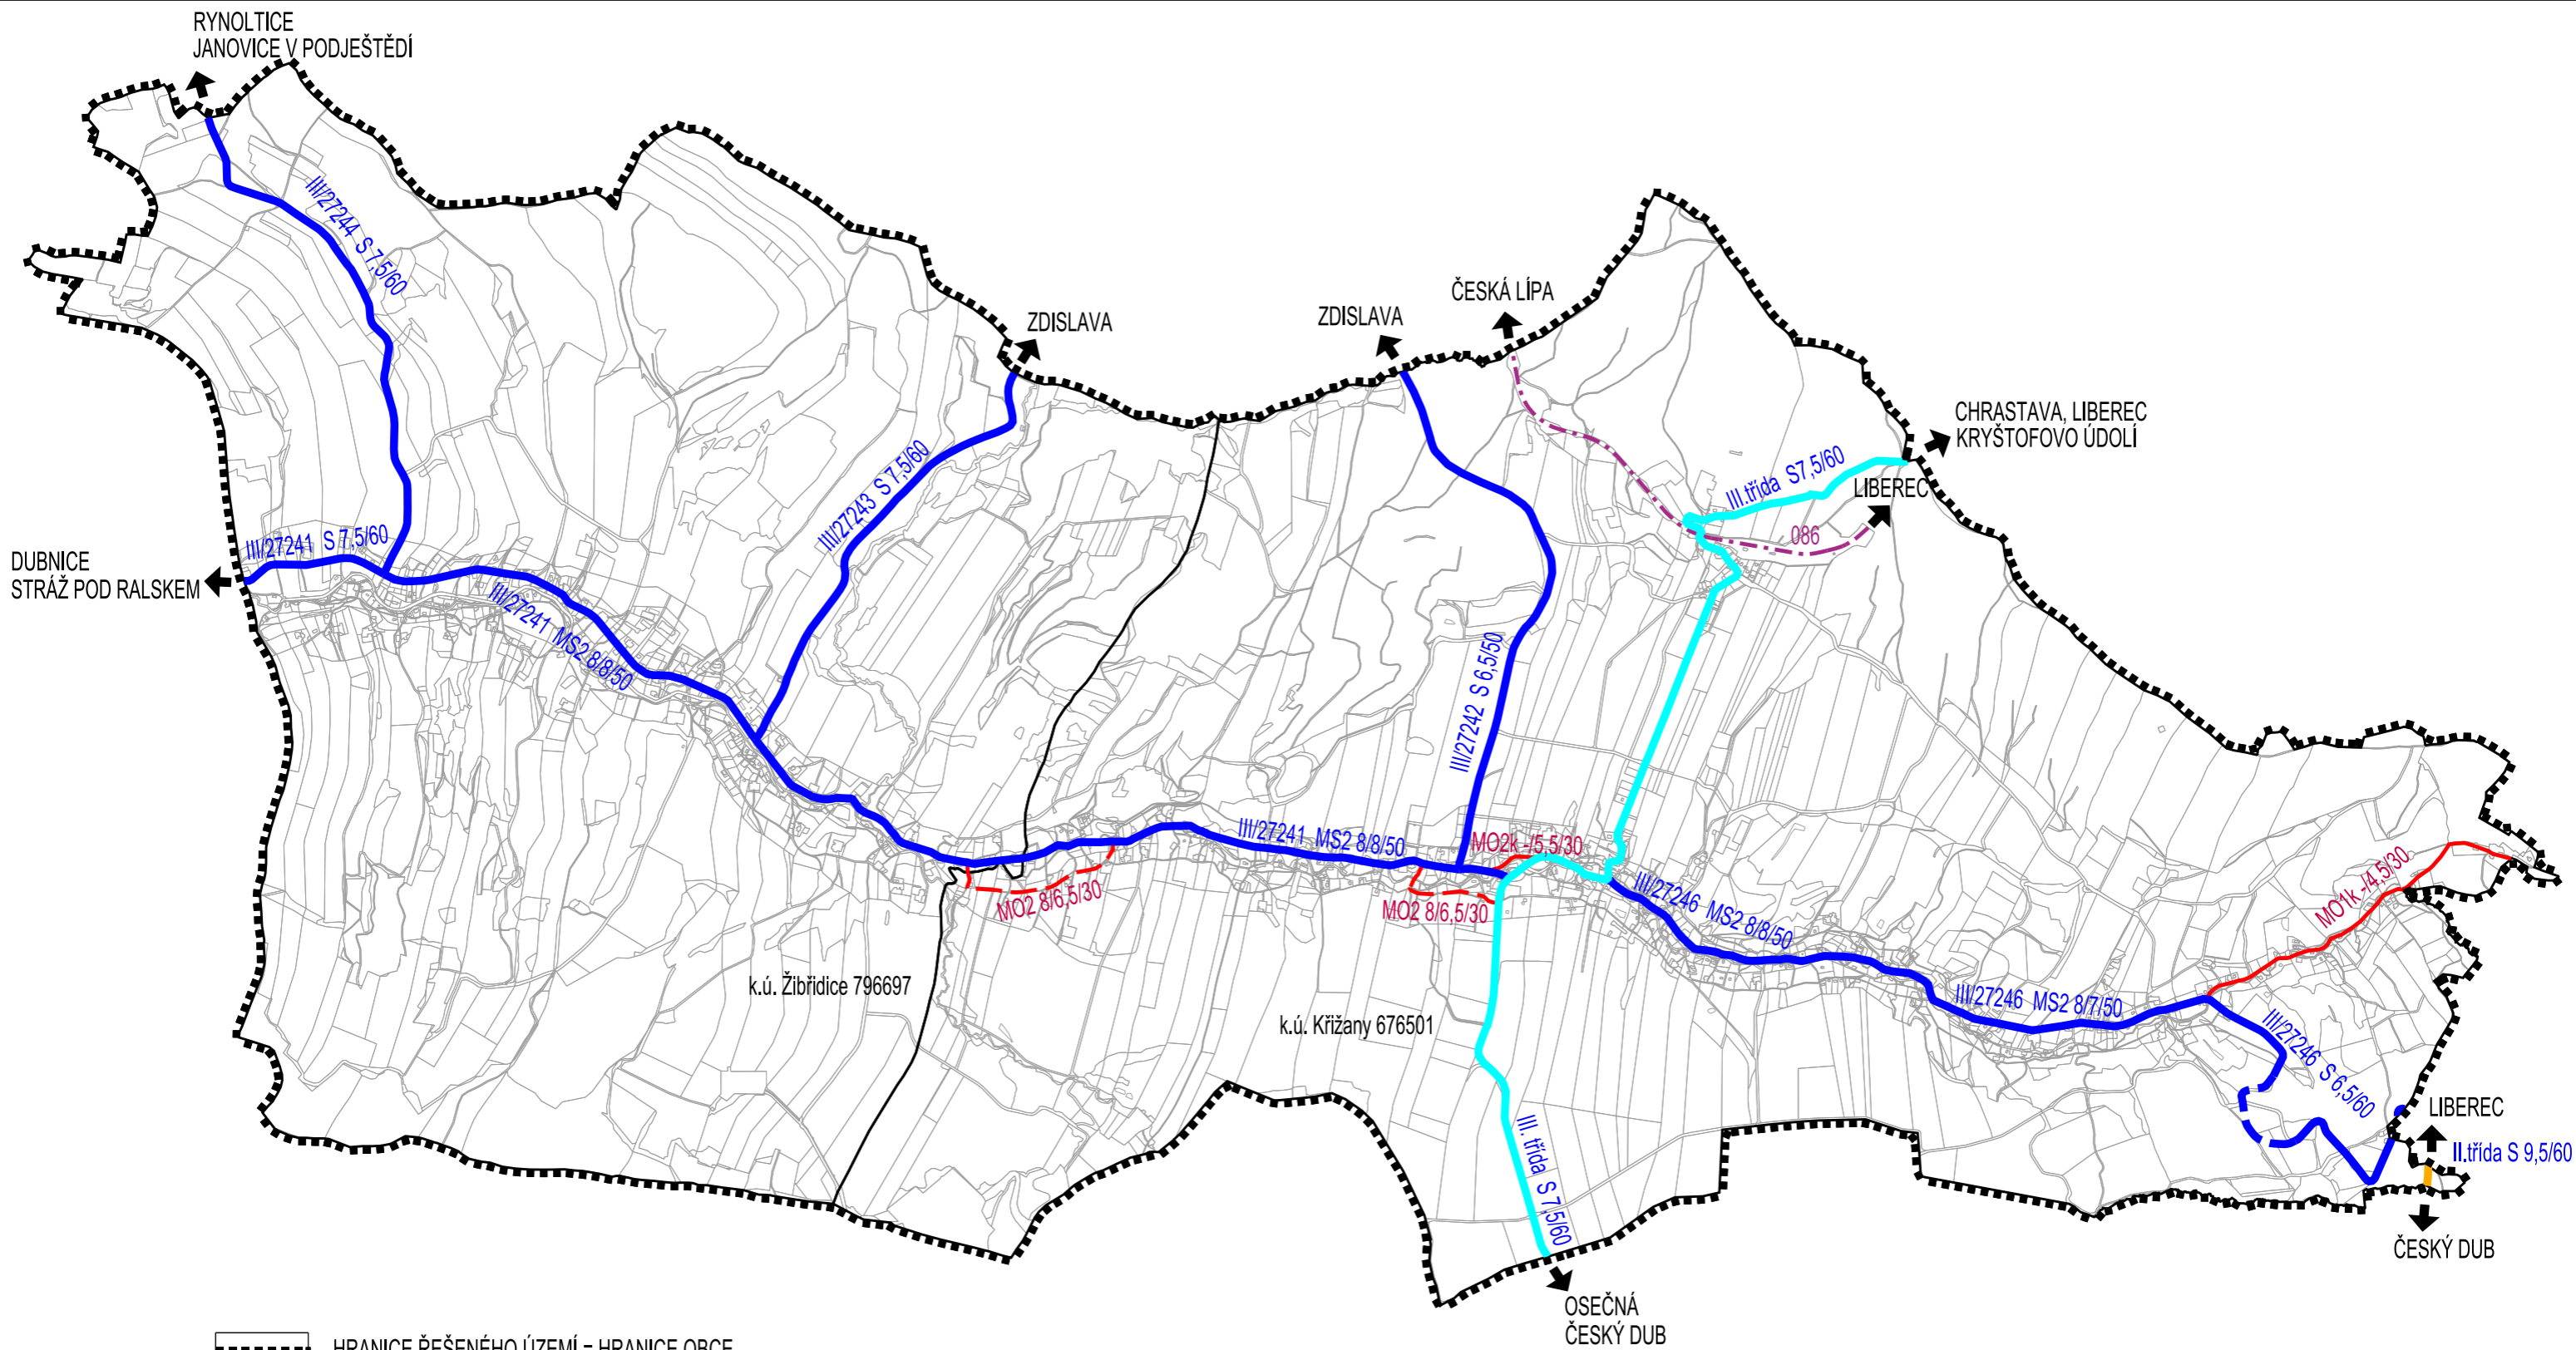 RYNOLTICE
JANOVICE V PODJEŠTĚDÍ
III/27244 S 7,5/60
ZDISLAVA
ZDISLAVA
ČESKÁ LÍPA
CHRASTAVA, LIBEREC
KRYŠTOFOVO ÚDOLÍ
III.třída S7,5/60
LIBEREC
086
III/27243 S 7,5/60
III/27241 S 7,5/60
DUBNICE
STRÁŽ POD RALSKEM
III/27241 MS2 8/8/50
III/27242 S 6,5/50
III/27241 MS2 8/8/50
MO2k -/5,5/30
MO2 8/6,5/30
MO2 8/6,5/30
III/27246 MS2 8/8/50
MO1k -/4,5/30
k.ú. Žibřidice 796697
k.ú. Křižany 676501
III/27246 MS2 8/7/50
III/27246 S 6,5/60
III. třída S 7,5/60
LIBEREC
II.třída S 9,5/60
ČESKÝ DUB
OSEČNÁ
ČESKÝ DUB
HRANICE ŘEŠENÉHO ÚZEMÍ = HRANICE OBCE